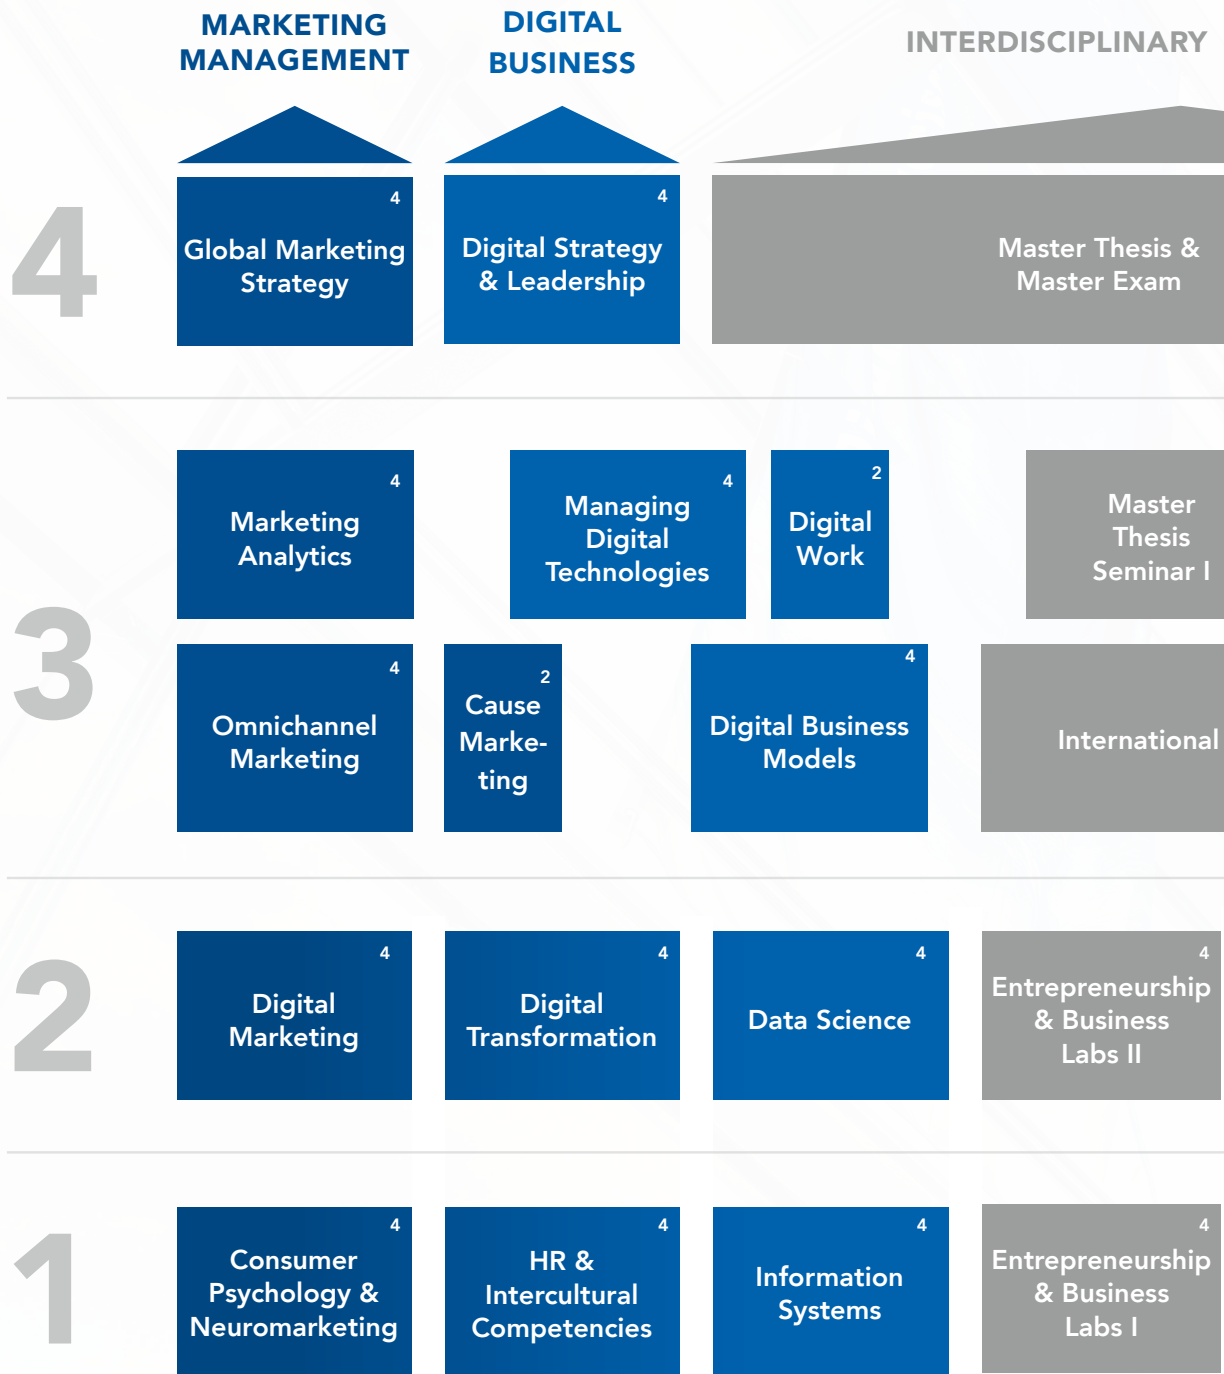 MARKETING
MANAGEMENT
DIGITAL
BUSINESS
INTERDISCIPLINARY
4
4
Global Marketing
Strategy
4
Digital Strategy
& Leadership
Master Thesis &
Master Exam
3
4
Marketing
Analytics
4
Managing
Digital
Technologies
2
Digital
Work
Master
Thesis
Seminar I
4
Omnichannel
Marketing
2
Cause
Marke-
ting
4
Digital Business
Models
International
2
4
Digital
Marketing
4
Digital
Transformation
4
Data Science
4
Entrepreneurship
& Business
Labs II
1
4
Consumer
Psychology &
Neuromarketing
4
HR &
Intercultural
Competencies
4
Information
Systems
4
Entrepreneurship
& Business
Labs I